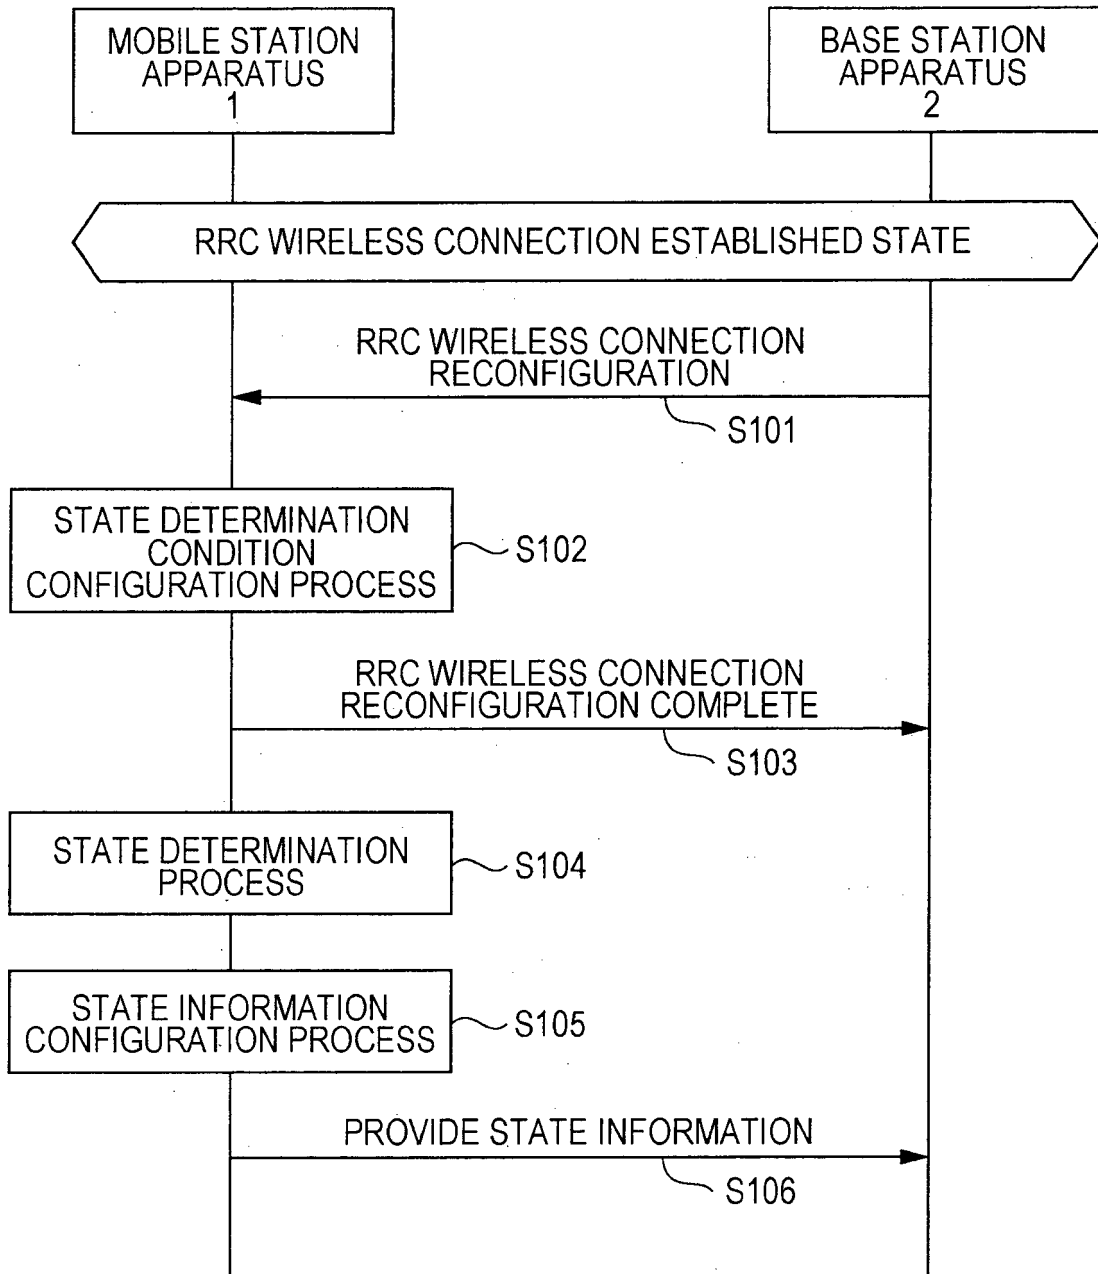 MOBILE STATION
APPARATUS
1
BASE STATION
APPARATUS
2
RRC WIRELESS CONNECTION ESTABLISHED STATE
RRC WIRELESS CONNECTION
RECONFIGURATION
S101
STATE DETERMINATION
CONDITION
CONFIGURATION PROCESS
S102
RRC WIRELESS CONNECTION
RECONFIGURATION COMPLETE
S103
STATE DETERMINATION
PROCESS
S104
STATE INFORMATION
CONFIGURATION PROCESS
S105
PROVIDE STATE INFORMATION
S106